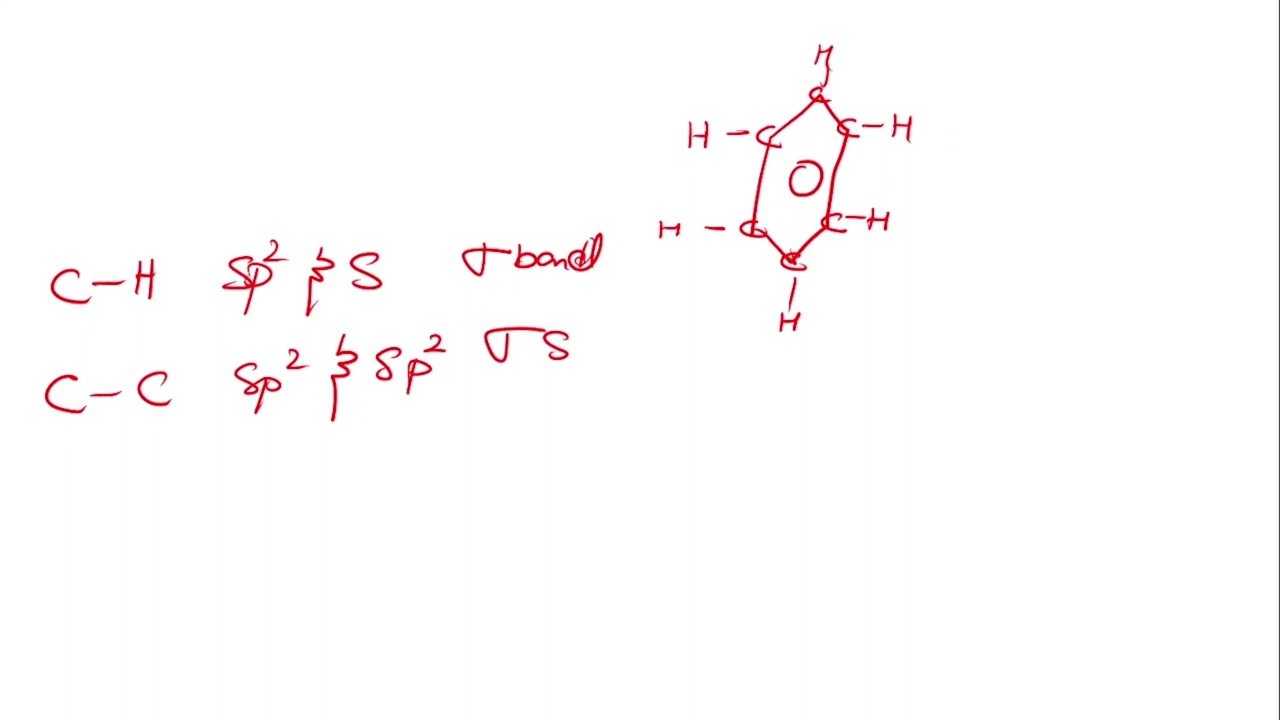 H
C
H – C C – H
O
H – C C – H
C
H
C – H sp² } S σ bond
C – C sp² } sp² σ s